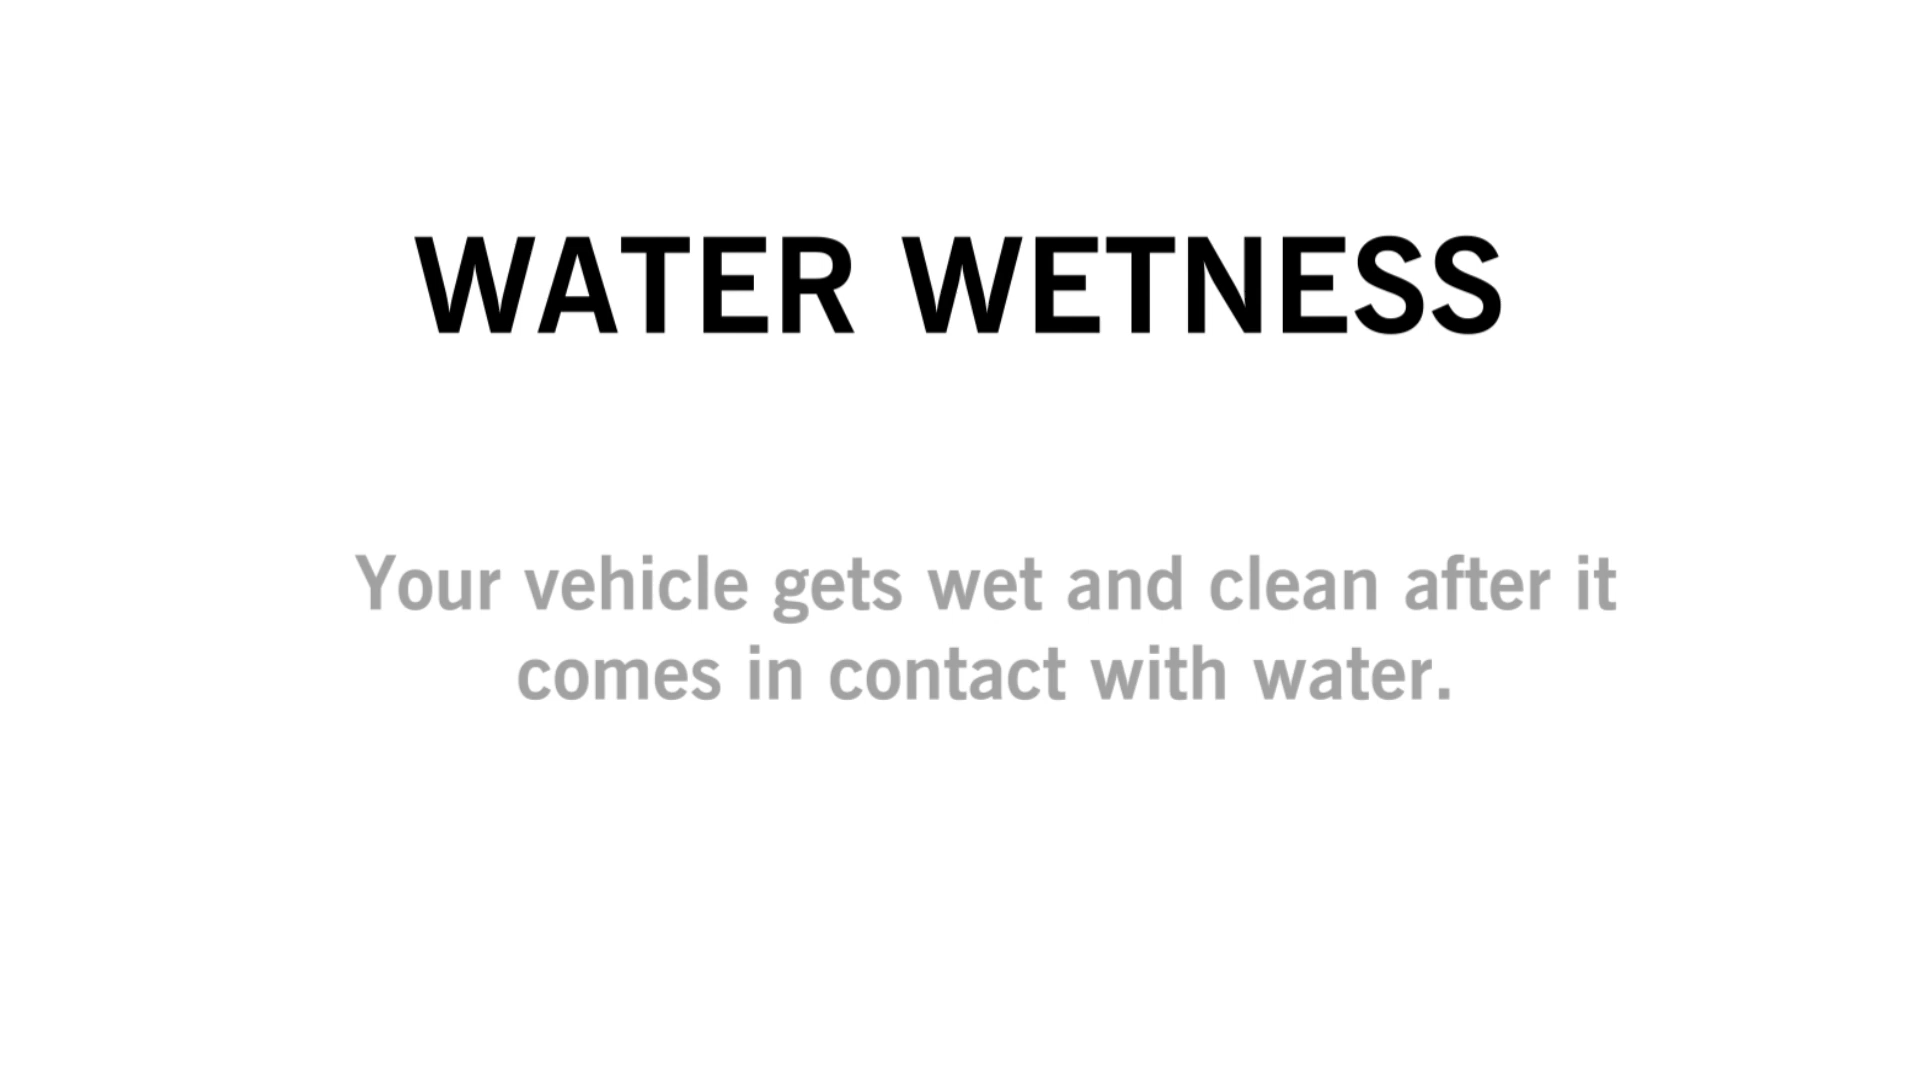 WATER WETNESS
Your vehicle gets wet and clean after it
comes in contact with water.